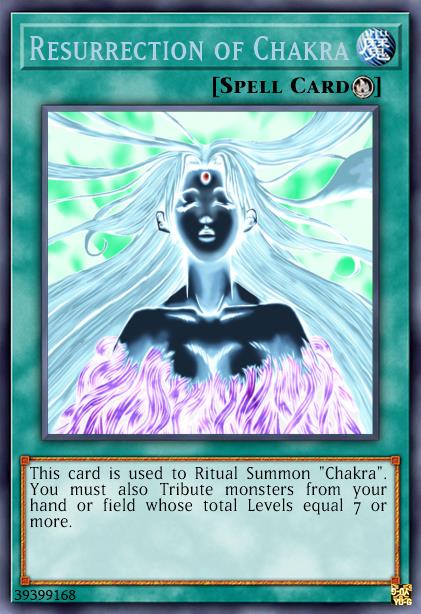 RESURRECTION OF CHAKRA 魔
[SPELL CARD]
This card is used to Ritual Summon "Chakra".
You must also Tribute monsters from your
hand or field whose total Levels equal 7 or
more.
39399168